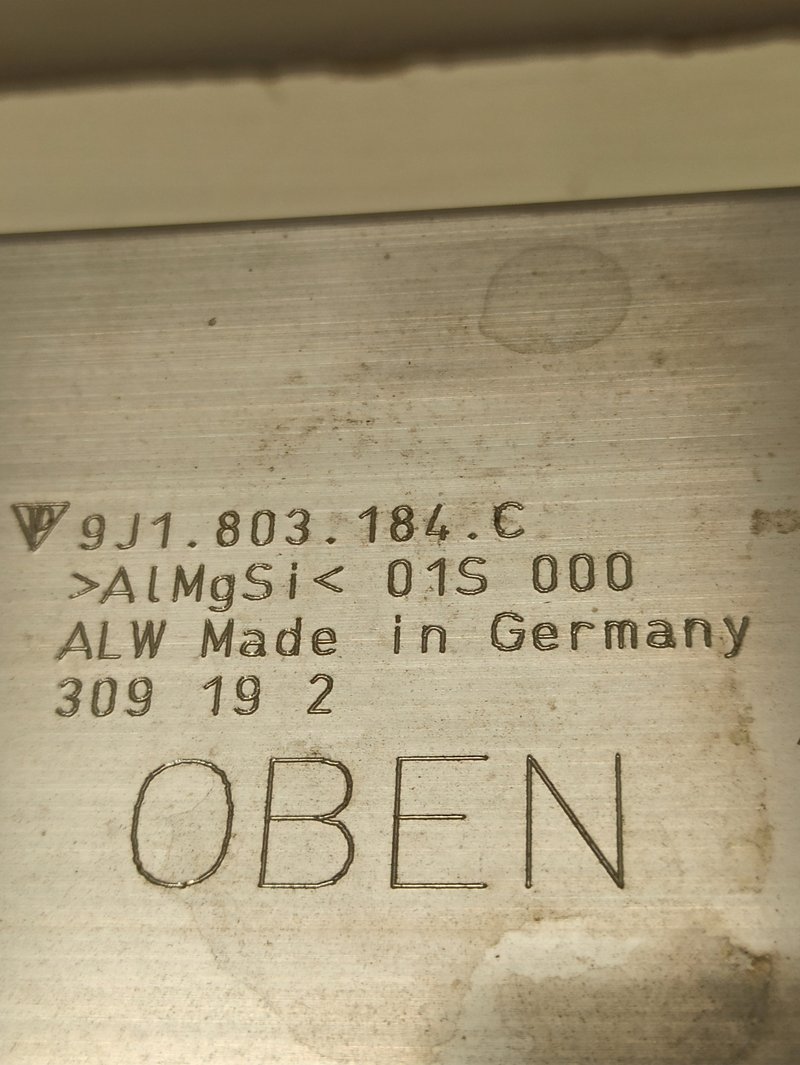 9J1.803.184.C
>AlMgSi< 01S 000
ALW Made in Germany
309 19 2
OBEN